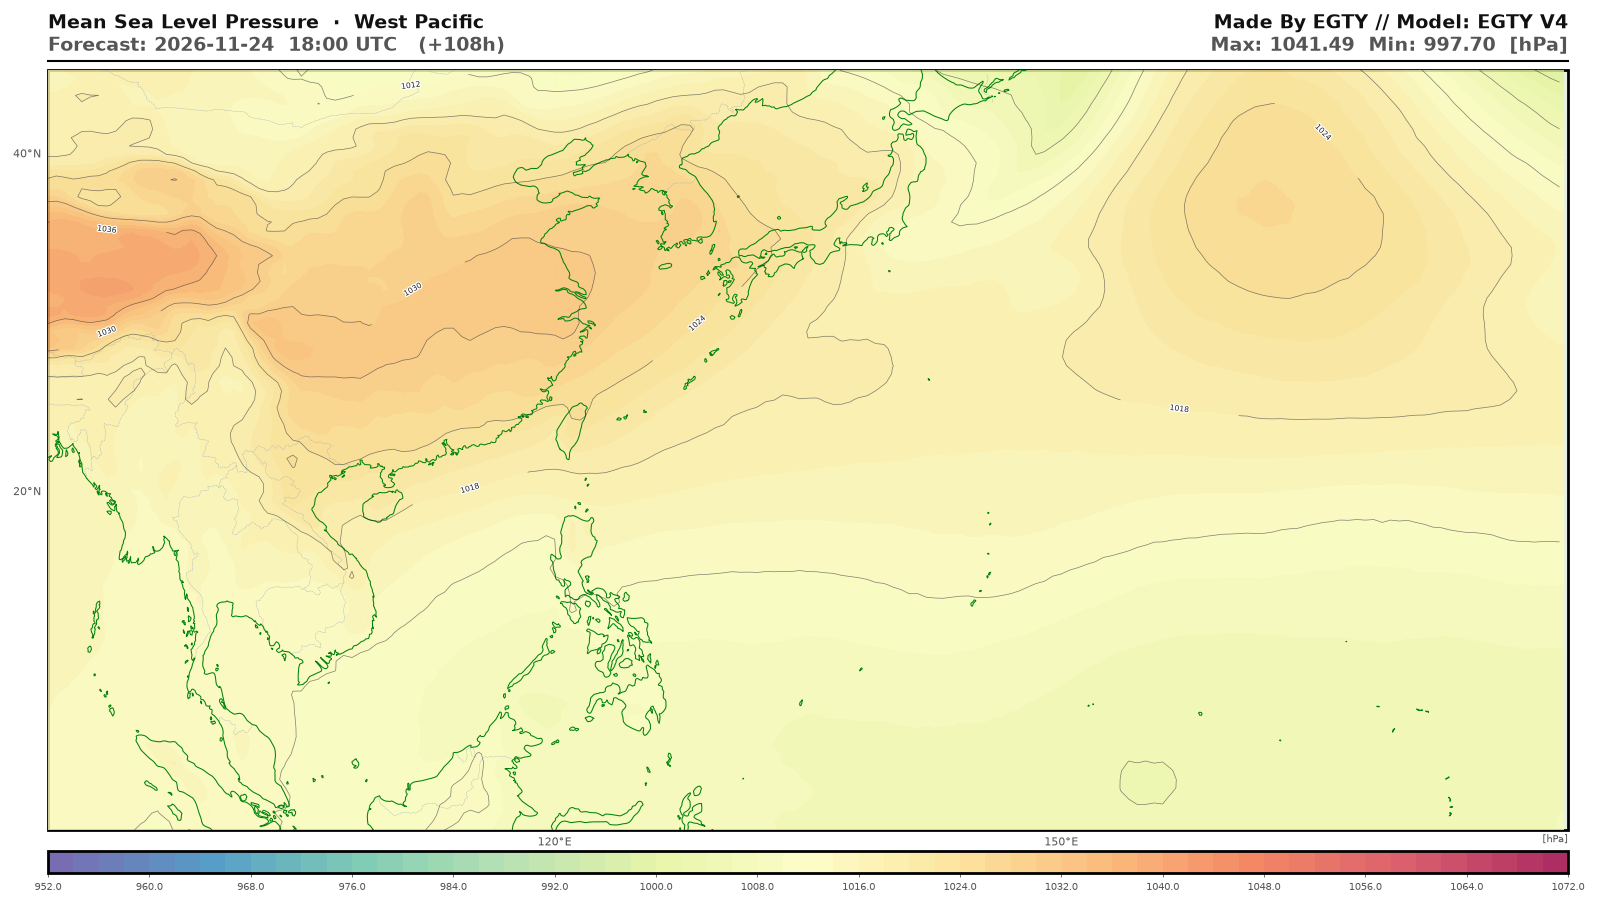 Mean Sea Level Pressure · West Pacific
Made By EGTY // Model: EGTY V4
Forecast: 2026-11-24 18:00 UTC (+108h)
Max: 1041.49 Min: 997.70 [hPa]
1012
1024
40°N
1036
1030
1030
1024
1018
20°N
1018
120°E
150°E
[hPa]
952.0 960.0 968.0 976.0 984.0 992.0 1000.0 1008.0 1016.0 1024.0 1032.0 1040.0 1048.0 1056.0 1064.0 1072.0